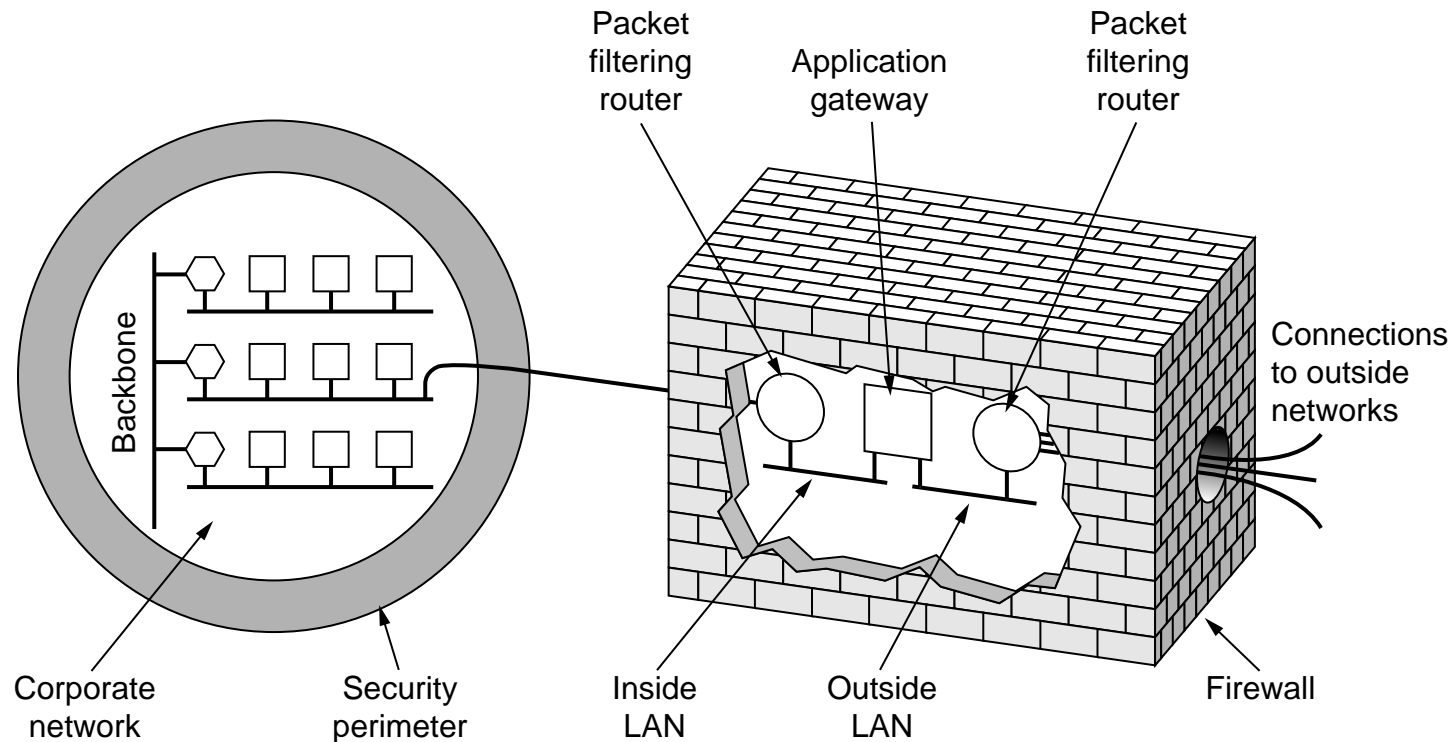 Packet
filtering
router
Application
gateway
Packet
filtering
router
Backbone
Connections
to outside
networks
Corporate
network
Security
perimeter
Inside
LAN
Outside
LAN
Firewall